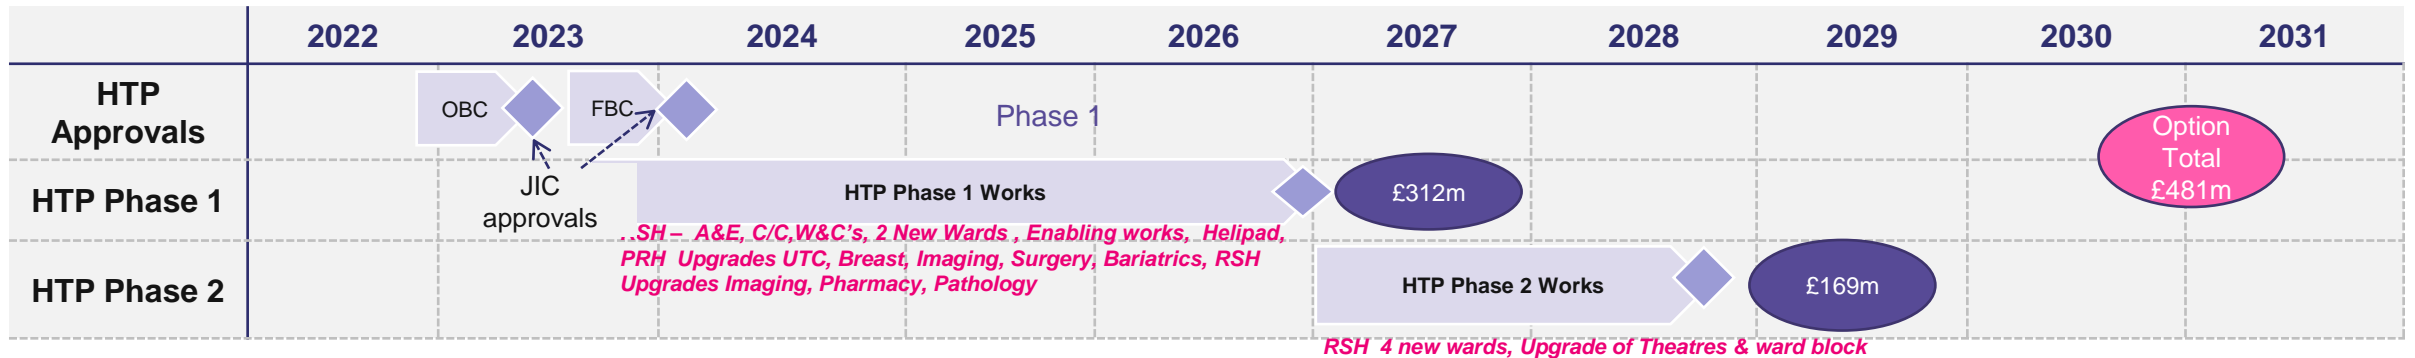 2022 2023 2024 2025 2026 2027 2028 2029 2030 2031
HTP
Approvals
OBC
FBC
Phase 1
Option
Total
£481m
JIC
approvals
HTP Phase 1
HTP Phase 1 Works
£312m
RSH – A&E, C/C,W&C's, 2 New Wards , Enabling works, Helipad,
PRH Upgrades UTC, Breast, Imaging, Surgery, Bariatrics, RSH
Upgrades Imaging, Pharmacy, Pathology
HTP Phase 2
HTP Phase 2 Works
£169m
RSH 4 new wards, Upgrade of Theatres & ward block